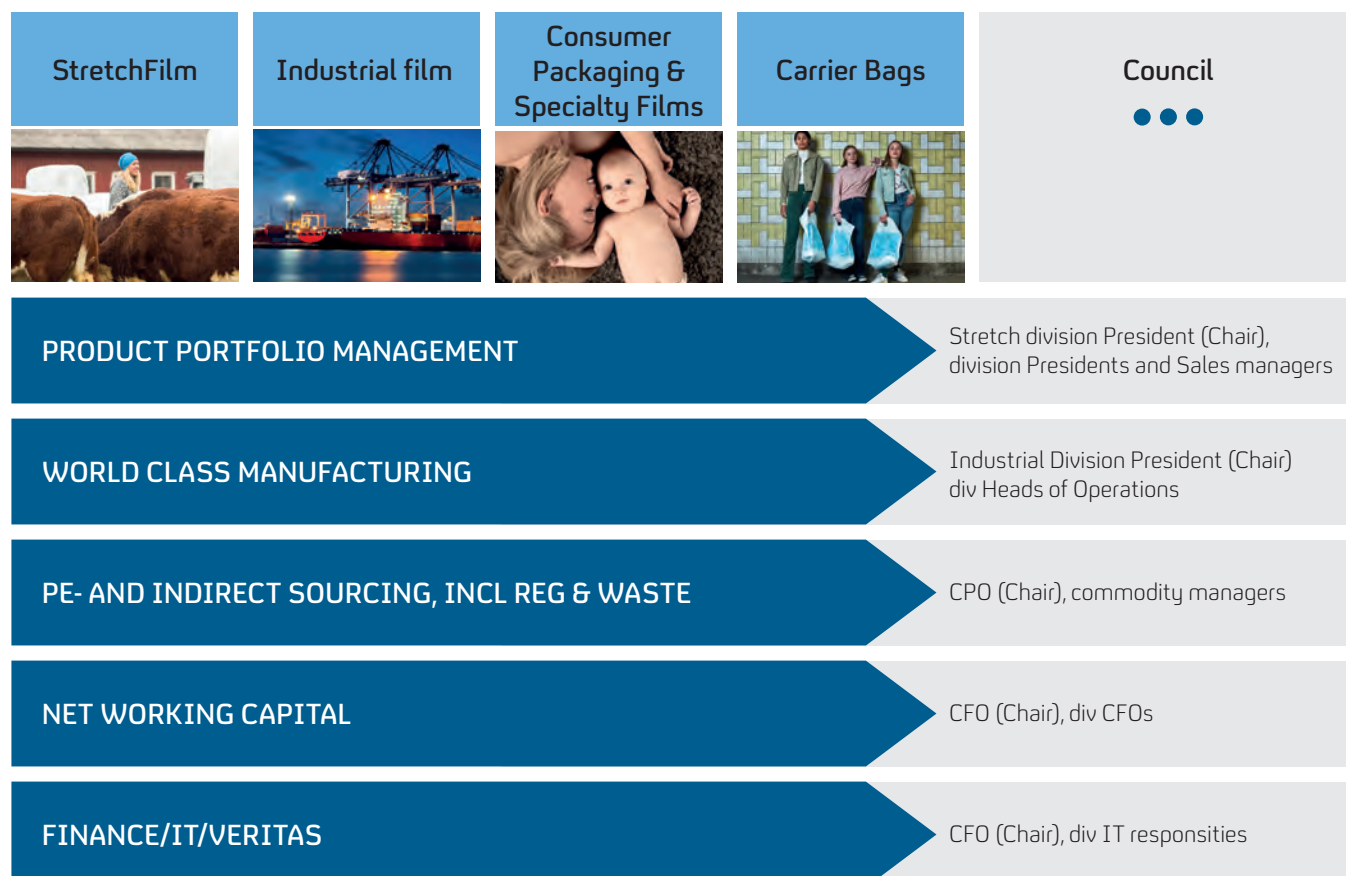 StretchFilm
Industrial film
Consumer
Packaging &
Specialty Films
Carrier Bags
Council
PRODUCT PORTFOLIO MANAGEMENT
Stretch division President (Chair),
division Presidents and Sales managers
WORLD CLASS MANUFACTURING
Industrial Division President (Chair)
div Heads of Operations
PE- AND INDIRECT SOURCING, INCL REG & WASTE
CPO (Chair), commodity managers
NET WORKING CAPITAL
CFO (Chair), div CFOs
FINANCE/IT/VERITAS
CFO (Chair), div IT responsities